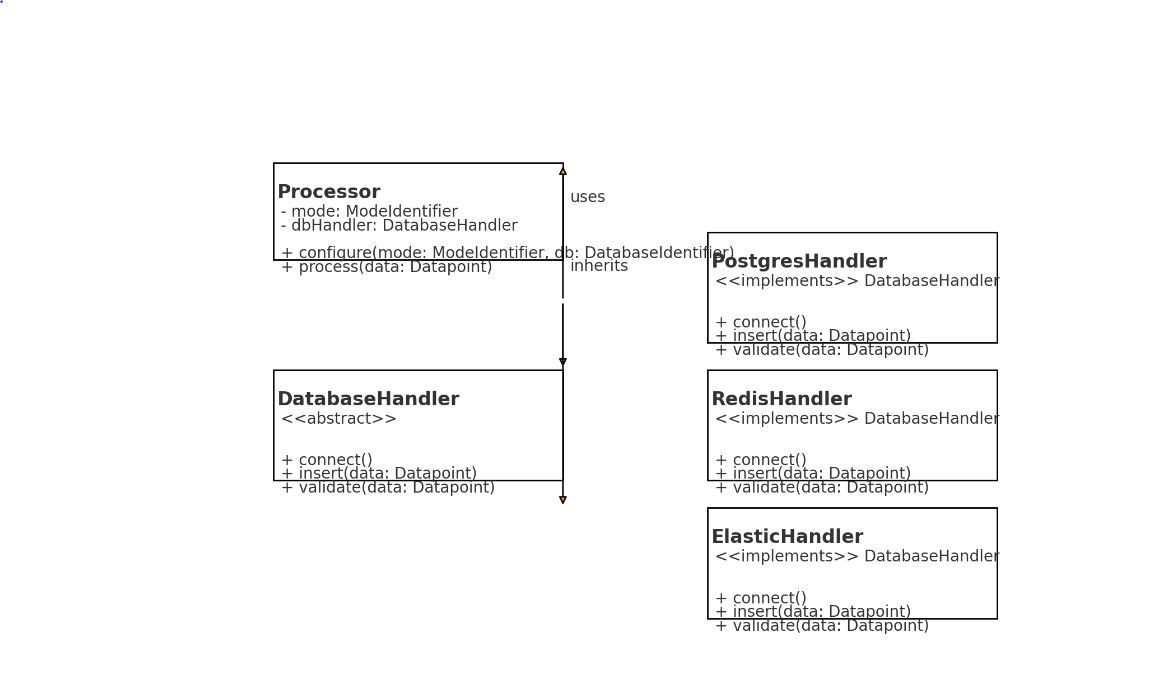 Processor
- mode: ModeIdentifier
- dbHandler: DatabaseHandler
+ configure(mode: ModeIdentifier, db: DatabaseIdentifier)
+ process(data: Datapoint)
uses
inherits
DatabaseHandler
<<abstract>>
+ connect()
+ insert(data: Datapoint)
+ validate(data: Datapoint)
PostgresHandler
<<implements>> DatabaseHandler
+ connect()
+ insert(data: Datapoint)
+ validate(data: Datapoint)
RedisHandler
<<implements>> DatabaseHandler
+ connect()
+ insert(data: Datapoint)
+ validate(data: Datapoint)
ElasticHandler
<<implements>> DatabaseHandler
+ connect()
+ insert(data: Datapoint)
+ validate(data: Datapoint)